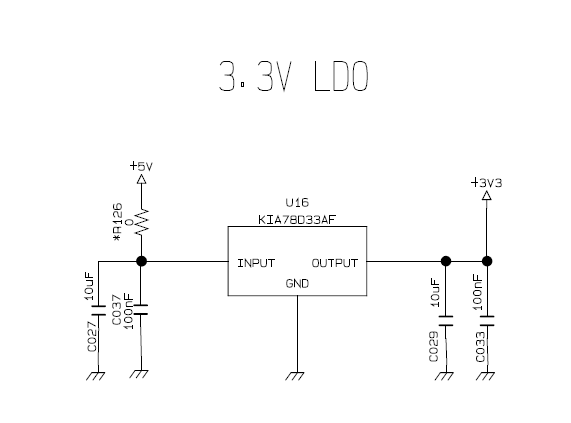 3.3V LDO
+5V
*R126
0
U16
KIA78D33AF
+3V3
INPUT
OUTPUT
GND
10uF
C027
C037
100nF
10uF
C029
100nF
C033